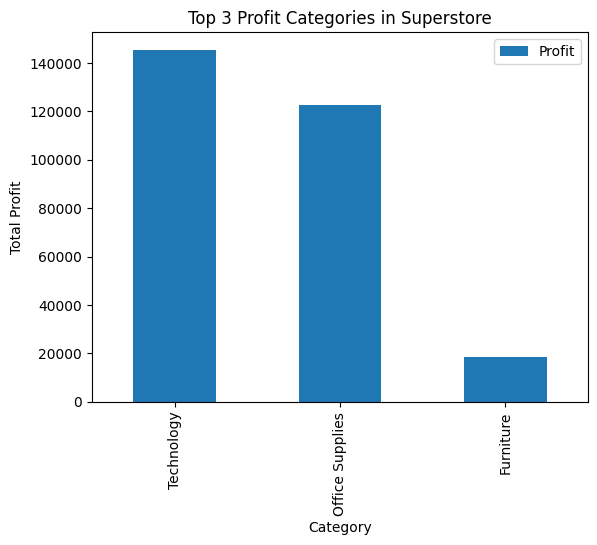 Top 3 Profit Categories in Superstore
Profit
Total Profit
140000
120000
100000
80000
60000
40000
20000
0
Technology
Office Supplies
Furniture
Category